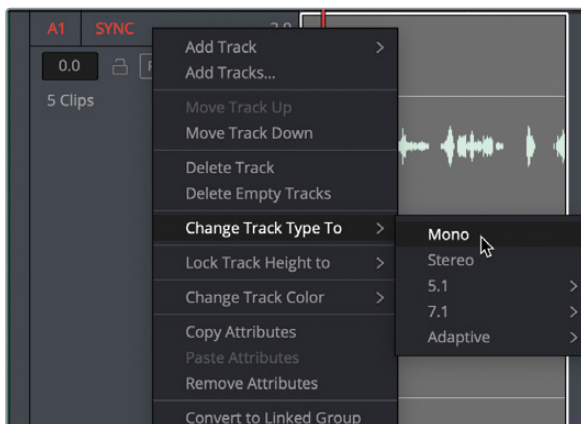 A1 SYNC 2.0
0.0
5 Clips
Add Track
Add Tracks...
Move Track Up
Move Track Down
Delete Track
Delete Empty Tracks
Change Track Type To
Lock Track Height to
Change Track Color
Copy Attributes
Paste Attributes
Remove Attributes
Convert to Linked Group
Mono
Stereo
5.1
7.1
Adaptive